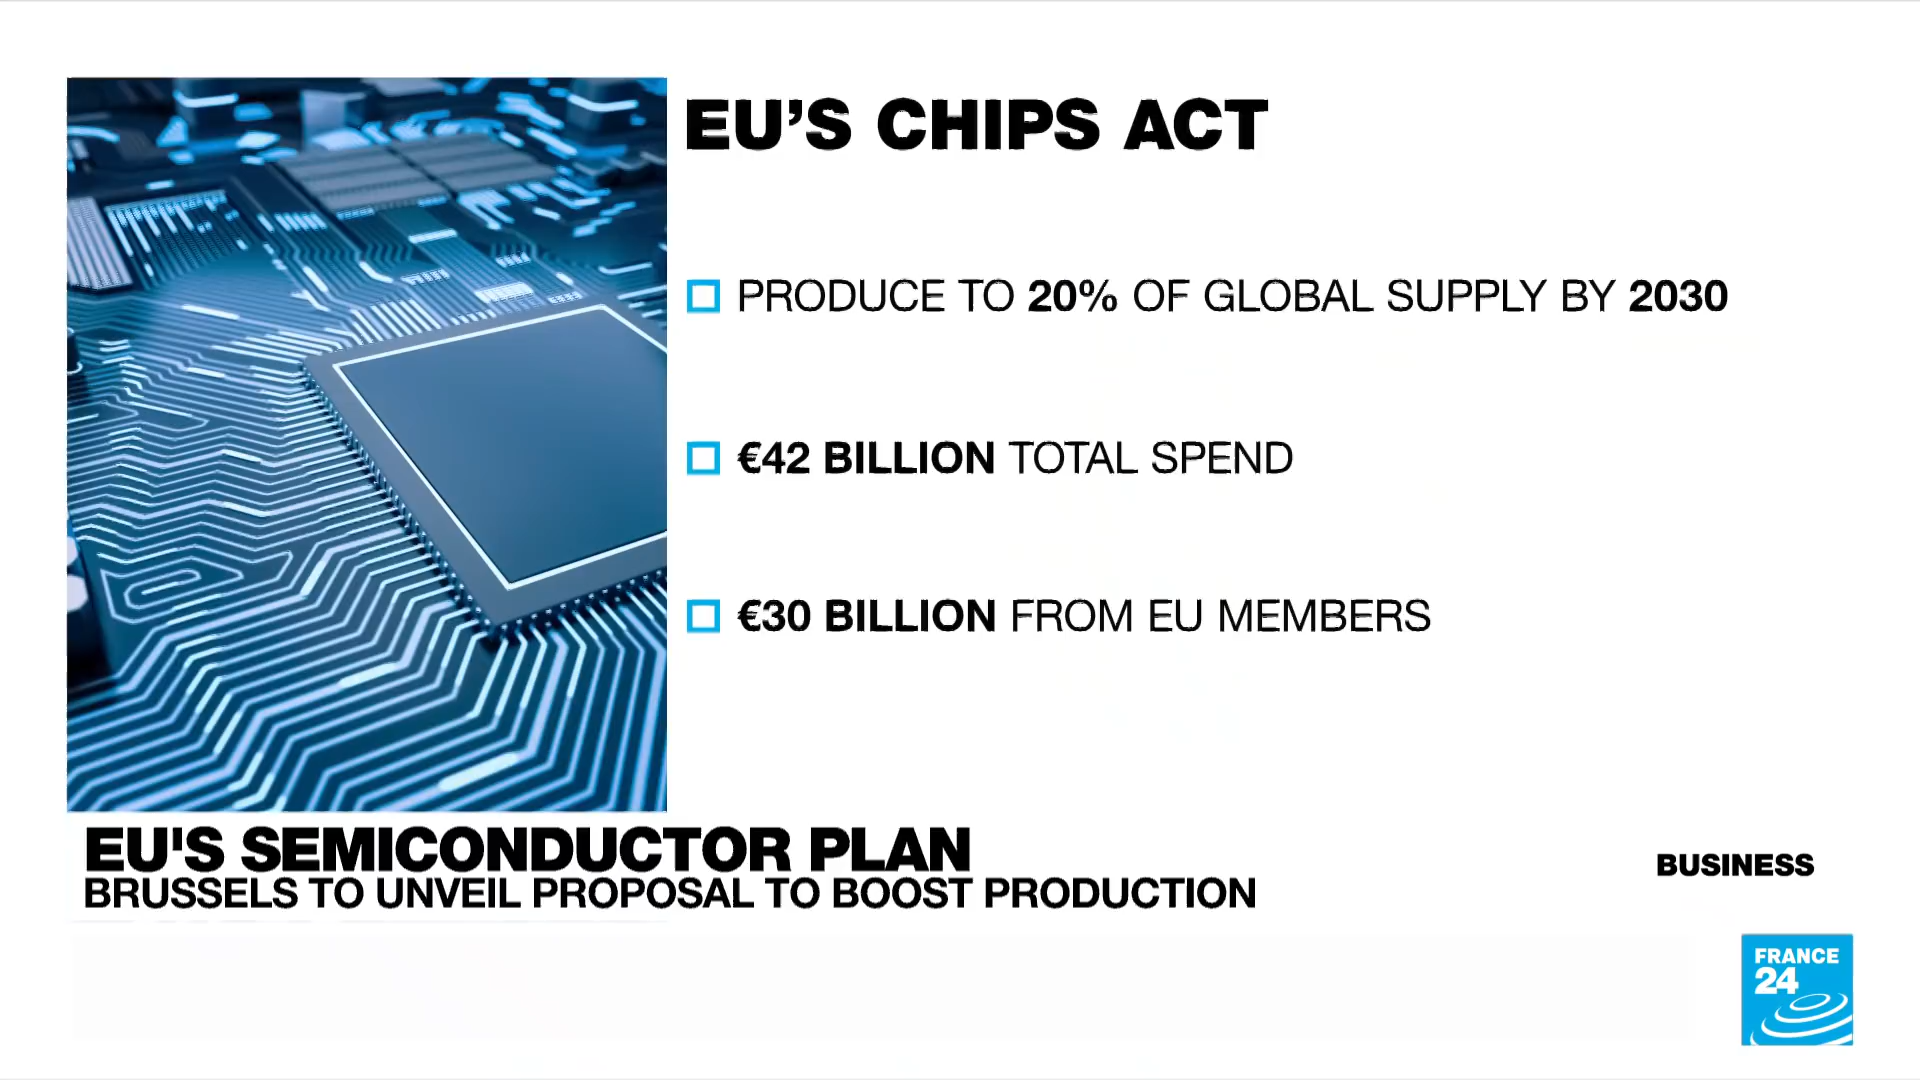 EU’S CHIPS ACT
PRODUCE TO 20% OF GLOBAL SUPPLY BY 2030
€42 BILLION TOTAL SPEND
€30 BILLION FROM EU MEMBERS
EU'S SEMICONDUCTOR PLAN
BRUSSELS TO UNVEIL PROPOSAL TO BOOST PRODUCTION
BUSINESS
FRANCE
24